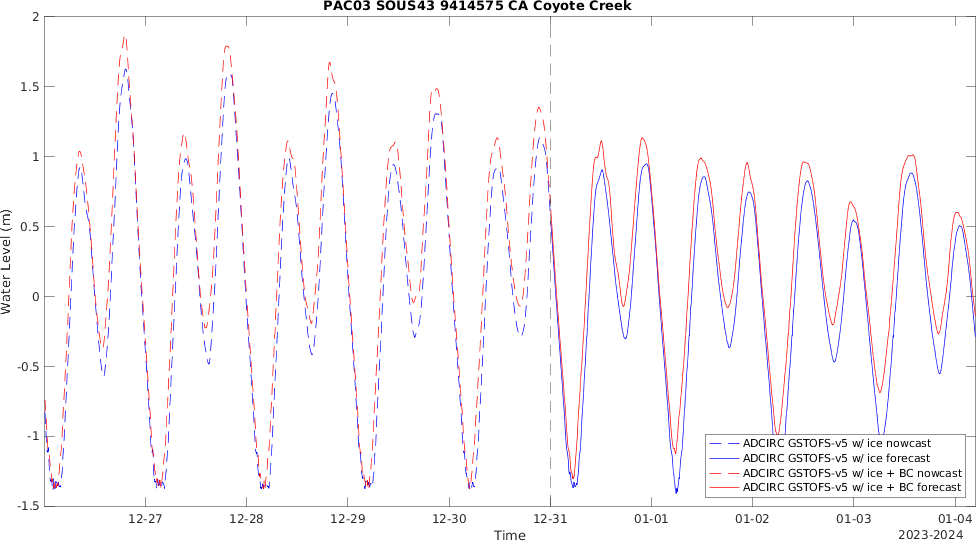 PAC03 SOUS43 9414575 CA Coyote Creek
2
1.5
1
0.5
0
-0.5
-1
-1.5
Water Level (m)
12-27 12-28 12-29 12-30 12-31 01-01 01-02 01-03 01-04
Time
2023-2024
ADCIRC GSTOFS-v5 w/ ice nowcast
ADCIRC GSTOFS-v5 w/ ice forecast
ADCIRC GSTOFS-v5 w/ ice + BC nowcast
ADCIRC GSTOFS-v5 w/ ice + BC forecast